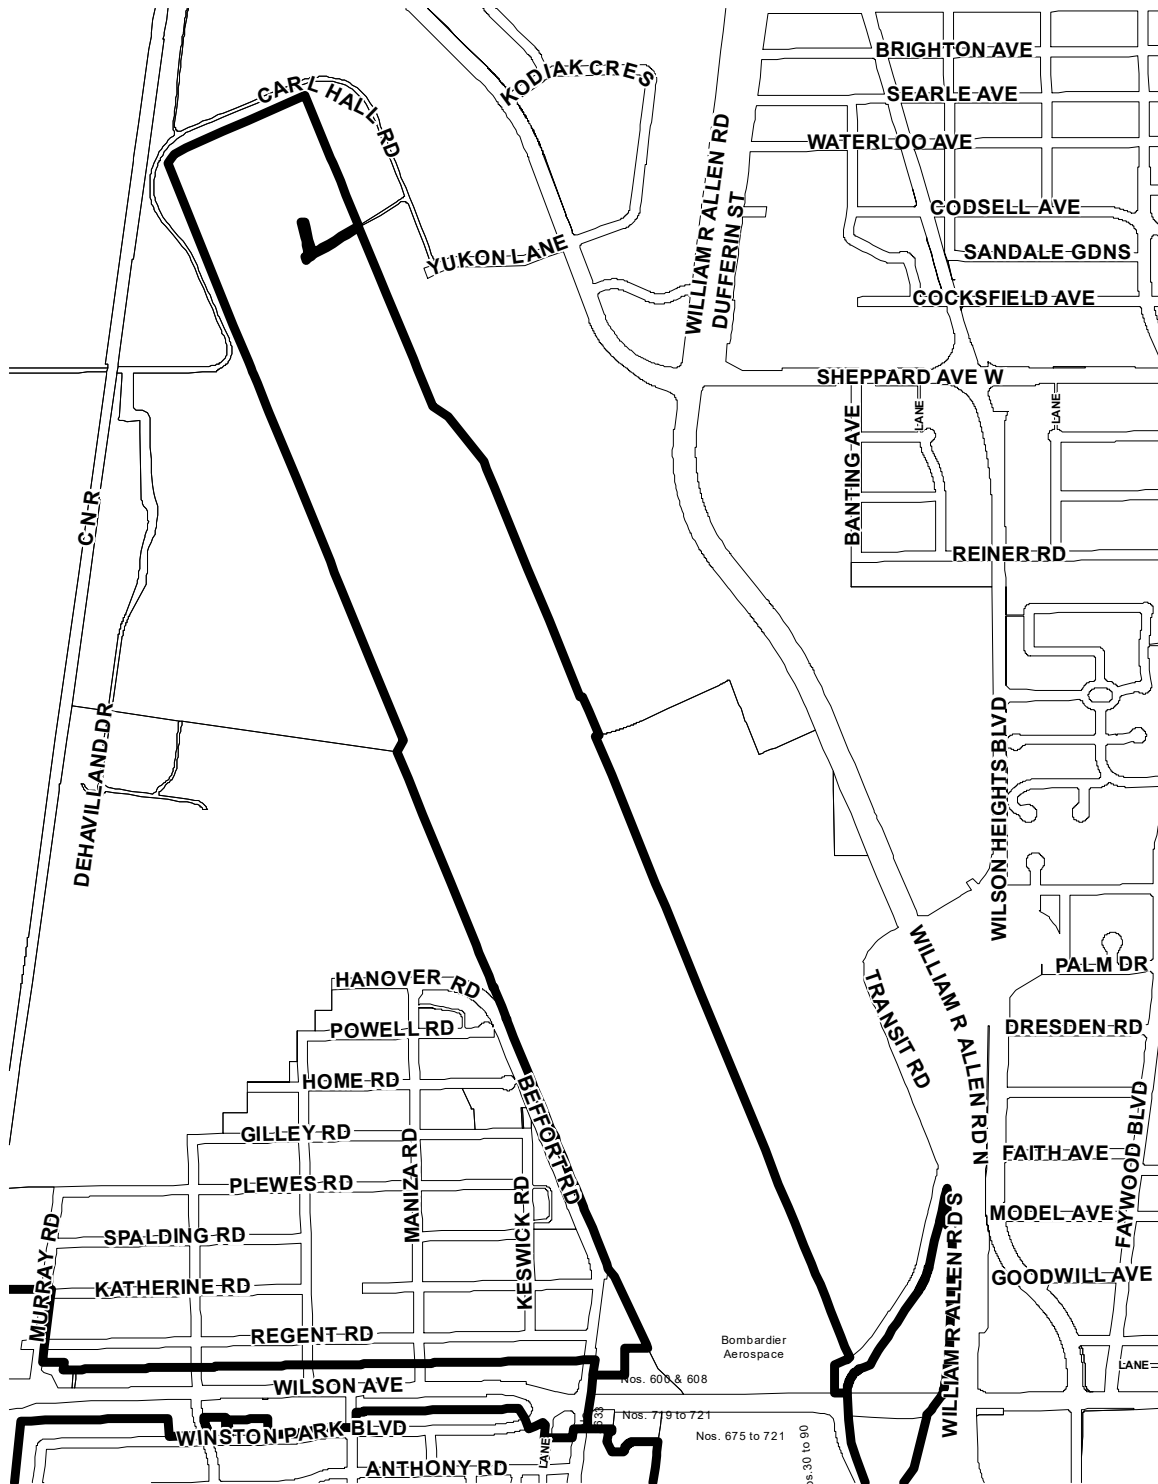 BRIGHTON AVE
KODIAK CRES
CARL HALL RD
SEARLE AVE
WATERLOO AVE
WILLIAM R ALLEN RD
DUFFERIN ST
CODSELL AVE
YUKON LANE
SANDALE GDNS
COCKSFIELD AVE
SHEPPARD AVE W
LANE
LANE
BANTING AVE
C N R
REINER RD
DEHAVILLAND DR
WILSON HEIGHTS BLVD
PALM DR
HANOVER RD
TRANSIT RD
WILLIAM R ALLEN RD N
DRESDEN RD
POWELL RD
HOME RD
BEFFORT RD
FAYWOOD BLVD
GILLEY RD
MANIZA RD
FAITH AVE
PLEWES RD
KESWICK RD
WILLIAM R ALLEN RD S
MODEL AVE
MURRAY RD
SPALDING RD
KATHERINE RD
GOODWILL AVE
REGENT RD
Bombardier
Aerospace
LANE
WILSON AVE
Nos. 600 & 608
633
Nos. 719 to 721
WINSTON PARK BLVD
Nos. 675 to 721
LANE
ANTHONY RD
30 to 90